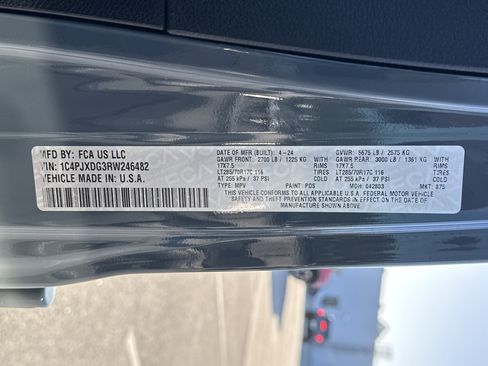 MFD BY: FCA US LLC
VIN: 1C4PJXDG3RW246482
VEHICLE MADE IN: U.S.A.
DATE OF MFR (BUILT): 4-24 GVWR: 5675 LB / 2575 KG
GAWR FRONT: 2700 LB / 1225 KG GAWR REAR: 3000 LB / 1361 KG
17X7.5 RIMS 17X7.5 RIMS
LT285/70R17C 116 TIRES LT285/70R17C 116 TIRES
AT 255 kPa / 37 PSI COLD AT 255 kPa / 37 PSI COLD
TYPE: MPV PAINT: PDS MDH: 042803 MKT: 375
THIS VEHICLE CONFORMS TO ALL APPLICABLE U.S.A. FEDERAL MOTOR VEHICLE
SAFETY, BUMPER, AND THEFT PREVENTION STANDARDS IN EFFECT ON THE DATE OF
MANUFACTURE SHOWN ABOVE.